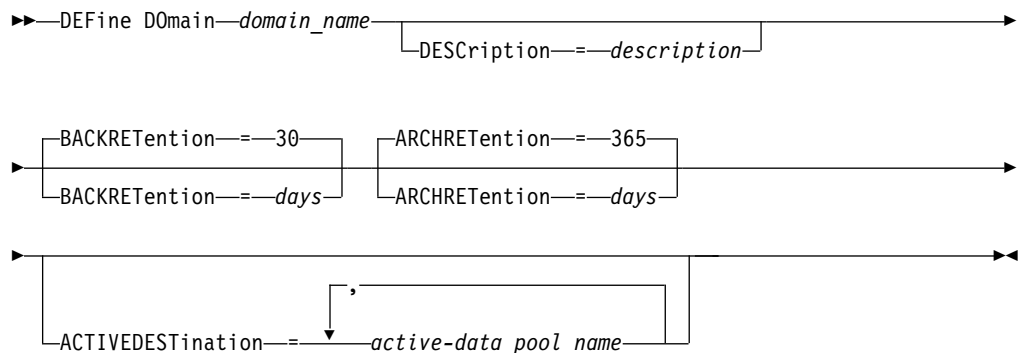 DEFine DOmain domain_name
DESCription = description
BACKRETention = 30 ARCHRETention = 365
BACKRETention = days ARCHRETention = days
,
ACTIVEDESTination = active-data pool name